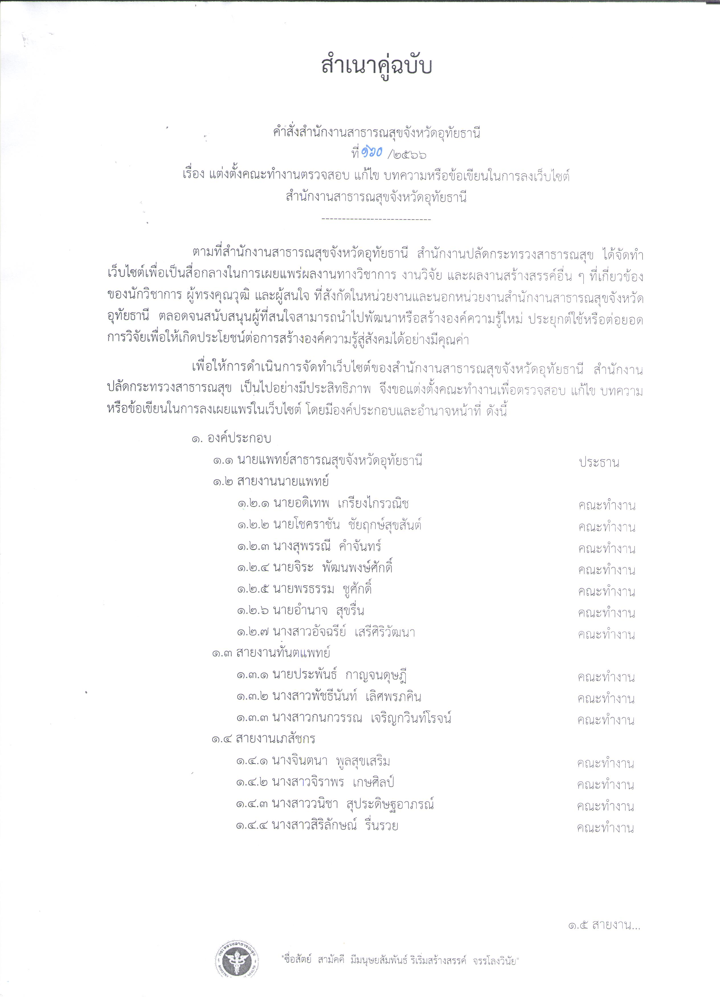 สำเนาคู่ฉบับ
คำสั่งสำนักงานสาธารณสุขจังหวัดอุทัยธานี
ที่ ๑๖๐ /๒๕๖๖
เรื่อง แต่งตั้งคณะทำงานตรวจสอบ แก้ไข บทความหรือข้อเขียนในการลงเว็บไซต์
สำนักงานสาธารณสุขจังหวัดอุทัยธานี
---------------------------
ตามที่สำนักงานสาธารณสุขจังหวัดอุทัยธานี สำนักงานปลัดกระทรวงสาธารณสุข ได้จัดทำ
เว็บไซต์เพื่อเป็นสื่อกลางในการเผยแพร่ผลงานทางวิชาการ งานวิจัย และผลงานสร้างสรรค์อื่น ๆ ที่เกี่ยวข้อง
ของนักวิชาการ ผู้ทรงคุณวุฒิ และผู้สนใจ ที่สังกัดในหน่วยงานและนอกหน่วยงานสำนักงานสาธารณสุขจังหวัด
อุทัยธานี ตลอดจนสนับสนุนผู้ที่สนใจสามารถนำไปพัฒนาหรือสร้างองค์ความรู้ใหม่ ประยุกต์ใช้หรือต่อยอด
การวิจัยเพื่อให้เกิดประโยชน์ต่อการสร้างองค์ความรู้สู่สังคมได้อย่างมีคุณค่า
เพื่อให้การดำเนินการจัดทำเว็บไซต์ของสำนักงานสาธารณสุขจังหวัดอุทัยธานี สำนักงาน
ปลัดกระทรวงสาธารณสุข เป็นไปอย่างมีประสิทธิภาพ จึงขอแต่งตั้งคณะทำงานเพื่อตรวจสอบ แก้ไข บทความ
หรือข้อเขียนในการลงเผยแพร่ในเว็บไซต์ โดยมีองค์ประกอบและอำนาจหน้าที่ ดังนี้
๑. องค์ประกอบ
๑.๑ นายแพทย์สาธารณสุขจังหวัดอุทัยธานี ประธาน
๑.๒ สายงานนายแพทย์
๑.๒.๑ นายอดิเทพ เกรียงไกรวณิช คณะทำงาน
๑.๒.๒ นายโชคราชัน ชัยฤกษ์สุขสันต์ คณะทำงาน
๑.๒.๓ นางสุพรรณี คำจันทร์ คณะทำงาน
๑.๒.๔ นายจิระ พัฒนพงษ์ศักดิ์ คณะทำงาน
๑.๒.๕ นายพรธรรม ชูศักดิ์ คณะทำงาน
๑.๒.๖ นายอำนาจ สุขรื่น คณะทำงาน
๑.๒.๗ นางสาวอัจฉรีย์ เสรีศิริวัฒนา คณะทำงาน
๑.๓ สายงานทันตแพทย์
๑.๓.๑ นายประพันธ์ กาญจนดุษฎี คณะทำงาน
๑.๓.๒ นางสาวพัชธีนันท์ เลิศพรภคิน คณะทำงาน
๑.๓.๓ นางสาวกนกวรรณ เจริญกวินท์โรจน์ คณะทำงาน
๑.๔ สายงานเภสัชกร
๑.๔.๑ นางจินตนา พูลสุขเสริม คณะทำงาน
๑.๔.๒ นางสาวจิราพร เกษศิลป์ คณะทำงาน
๑.๔.๓ นางสาววนิชา สุประดิษฐอาภรณ์ คณะทำงาน
๑.๔.๔ นางสาวสิริลักษณ์ รื่นรวย คณะทำงาน
๑.๕ สายงาน...
กระทรวงสาธารณสุข
"ซื่อสัตย์ สามัคคี มีมนุษยสัมพันธ์ ริเริ่มสร้างสรรค์ จรรโลงวินัย"